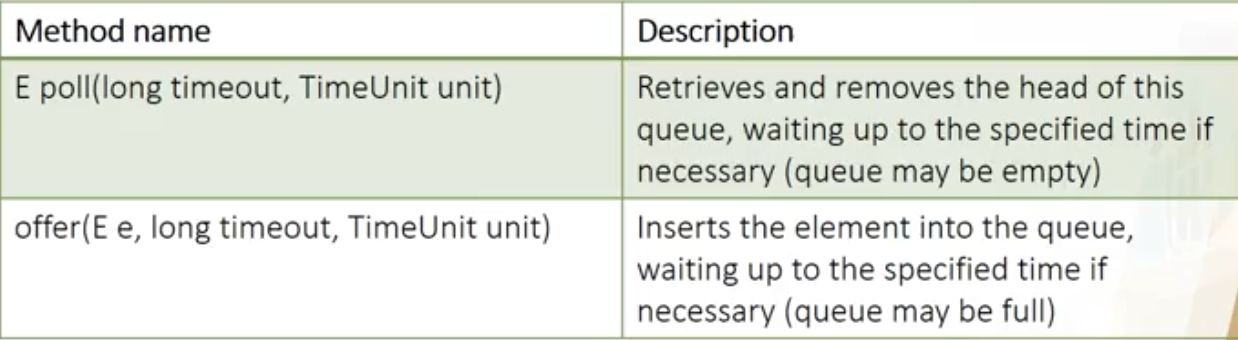 Method name
Description
E poll(long timeout, TimeUnit unit)
Retrieves and removes the head of this
queue, waiting up to the specified time if
necessary (queue may be empty)
offer(E e, long timeout, TimeUnit unit)
Inserts the element into the queue,
waiting up to the specified time if
necessary (queue may be full)